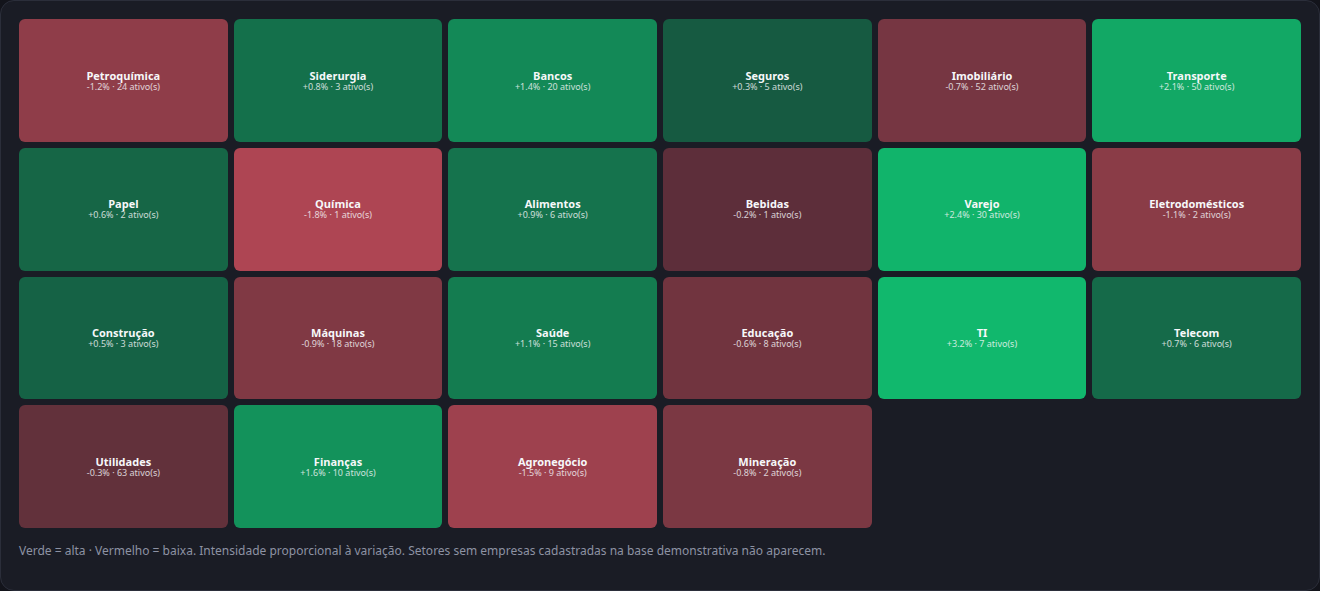 Petroquímica
-1.2% · 24 ativo(s)
Siderurgia
+0.8% · 3 ativo(s)
Bancos
+1.4% · 20 ativo(s)
Seguros
+0.3% · 5 ativo(s)
Imobiliário
-0.7% · 52 ativo(s)
Transporte
+2.1% · 50 ativo(s)
Papel
+0.6% · 2 ativo(s)
Química
-1.8% · 1 ativo(s)
Alimentos
+0.9% · 6 ativo(s)
Bebidas
-0.2% · 1 ativo(s)
Varejo
+2.4% · 30 ativo(s)
Eletrodomésticos
-1.1% · 2 ativo(s)
Construção
+0.5% · 3 ativo(s)
Máquinas
-0.9% · 18 ativo(s)
Saúde
+1.1% · 15 ativo(s)
Educação
-0.6% · 8 ativo(s)
TI
+3.2% · 7 ativo(s)
Telecom
+0.7% · 6 ativo(s)
Utilidades
-0.3% · 63 ativo(s)
Finanças
+1.6% · 10 ativo(s)
Agronegócio
-1.5% · 9 ativo(s)
Mineração
-0.8% · 2 ativo(s)
Verde = alta · Vermelho = baixa. Intensidade proporcional à variação. Setores sem empresas cadastradas na base demonstrativa não aparecem.